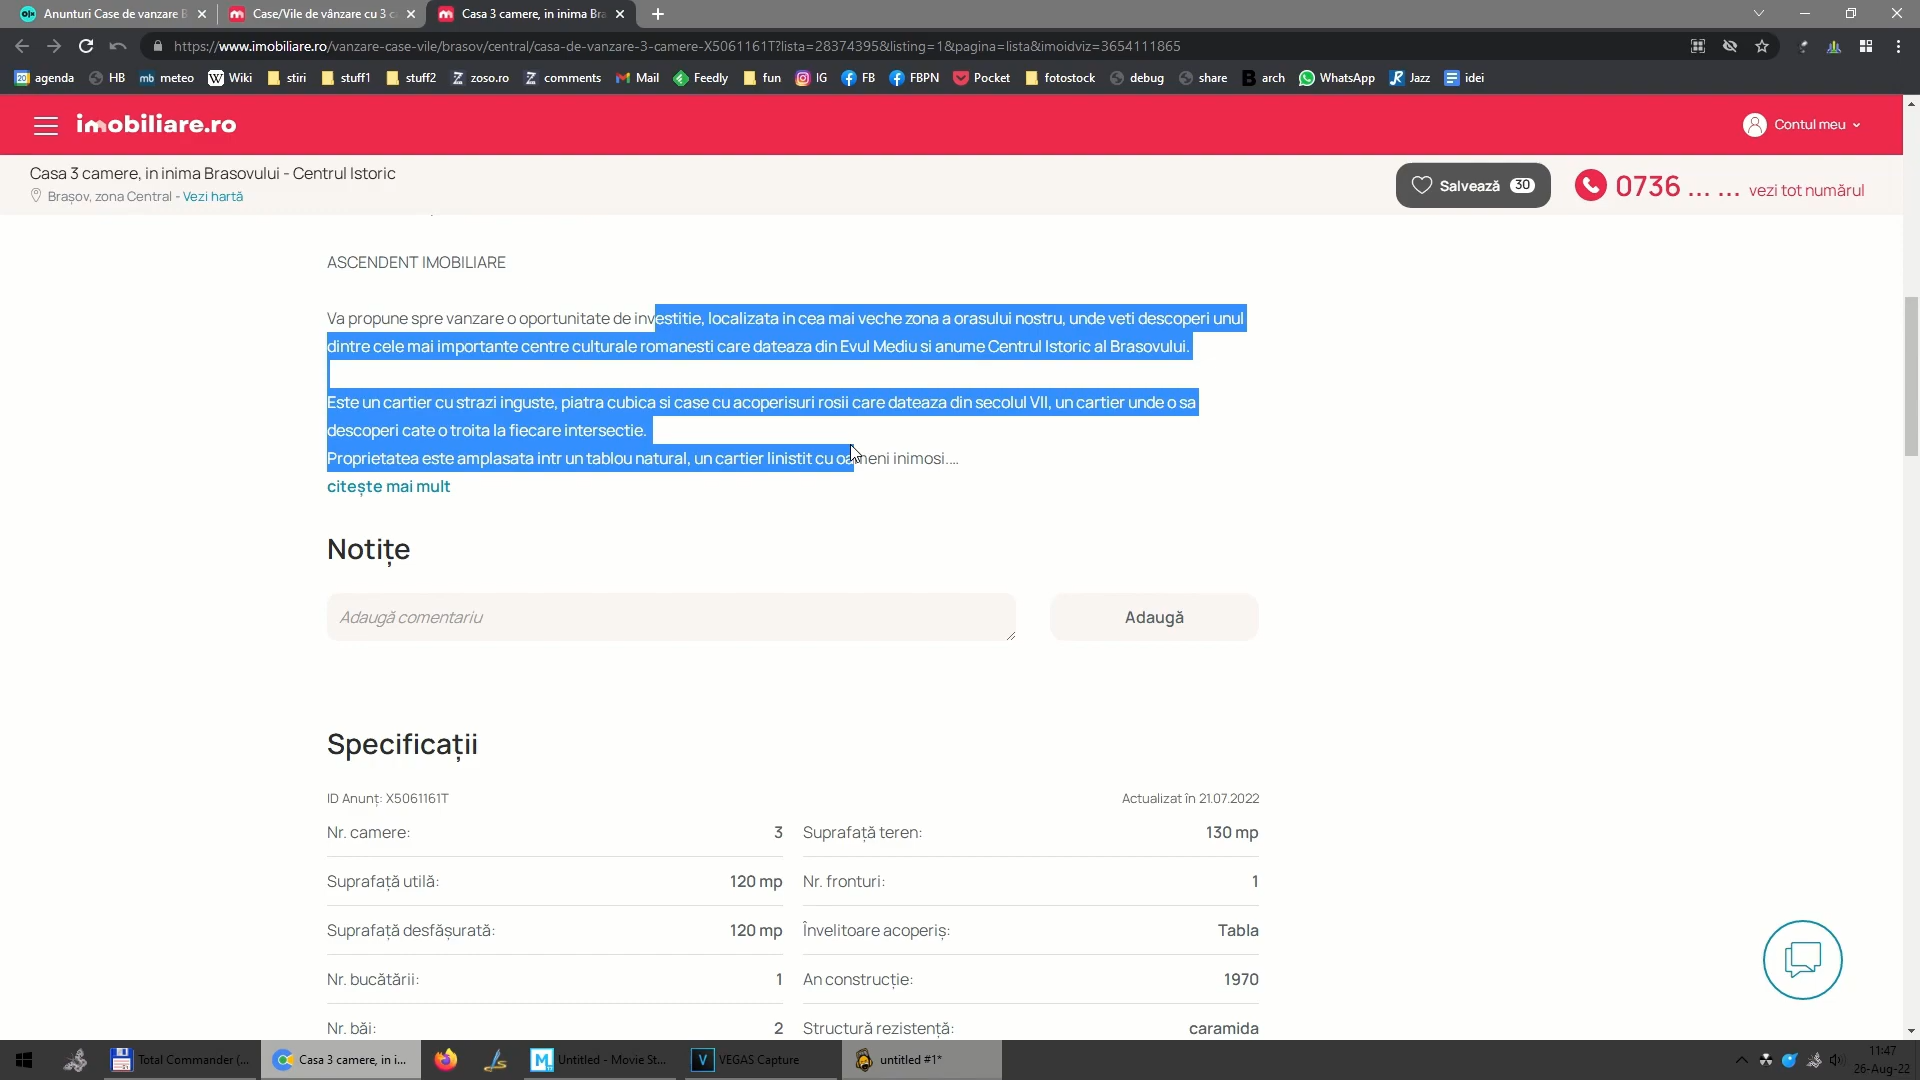 Anunturi Case de vanzare B
Case/Vile de vânzare cu 3 c
Casa 3 camere, in inima Bra
https://www.imobiliare.ro/vanzare-case-vile/brasov/central/casa-de-vanzare-3-camere-X5061161T?lista=28374395&listing=1&pagina=lista&imoidviz=3654111865
agenda HB meteo Wiki stiri stuff1 stuff2 zoso.ro comments Mail Feedly fun IG FB FBPN Pocket fotostock debug share arch WhatsApp Jazz idei
imobiliare.ro
Contul meu
Casa 3 camere, in inima Brasovului - Centrul Istoric
Brașov, zona Central - Vezi hartă
Salvează 30
0736 ... ... vezi tot numărul
ASCENDENT IMOBILIARE
Va propune spre vanzare o oportunitate de investitie, localizata in cea mai veche zona a orasului nostru, unde veti descoperi unul
dintre cele mai importante centre culturale romanesti care dateaza din Evul Mediu si anume Centrul Istoric al Brasovului.
Este un cartier cu strazi inguste, piatra cubica si case cu acoperisuri rosii care dateaza din secolul VII, un cartier unde o sa
descoperi cate o troita la fiecare intersectie.
Proprietatea este amplasata intr un tablou natural, un cartier linistit cu oameni inimosi....
citește mai mult
Notițe
Adaugă comentariu
Adaugă
Specificații
ID Anunț: X5061161T
Actualizat în 21.07.2022
Nr. camere: 3
Suprafață teren: 130 mp
Suprafață utilă: 120 mp
Nr. fronturi: 1
Suprafață desfășurată: 120 mp
Învelitoare acoperiș: Tabla
Nr. bucătării: 1
An construcție: 1970
Nr. băi: 2
Structură rezistență: caramida
Total Commander (...
Casa 3 camere, in i...
Untitled - Movie St...
VEGAS Capture
untitled #1*
11:47
26-Aug-22